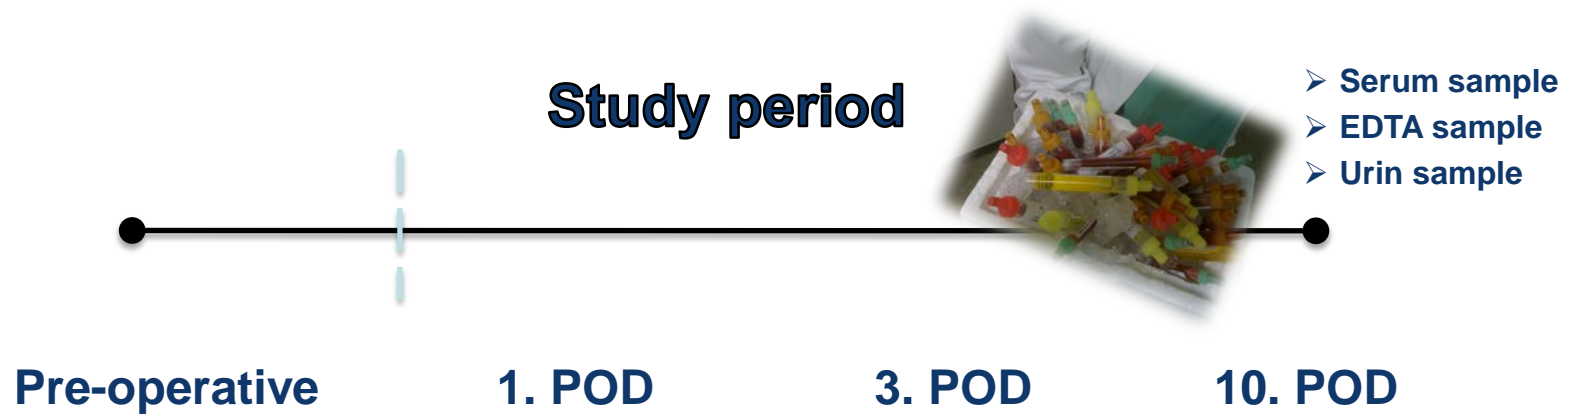 Study period
➢ Serum sample
➢ EDTA sample
➢ Urin sample
Pre-operative 1. POD 3. POD 10. POD